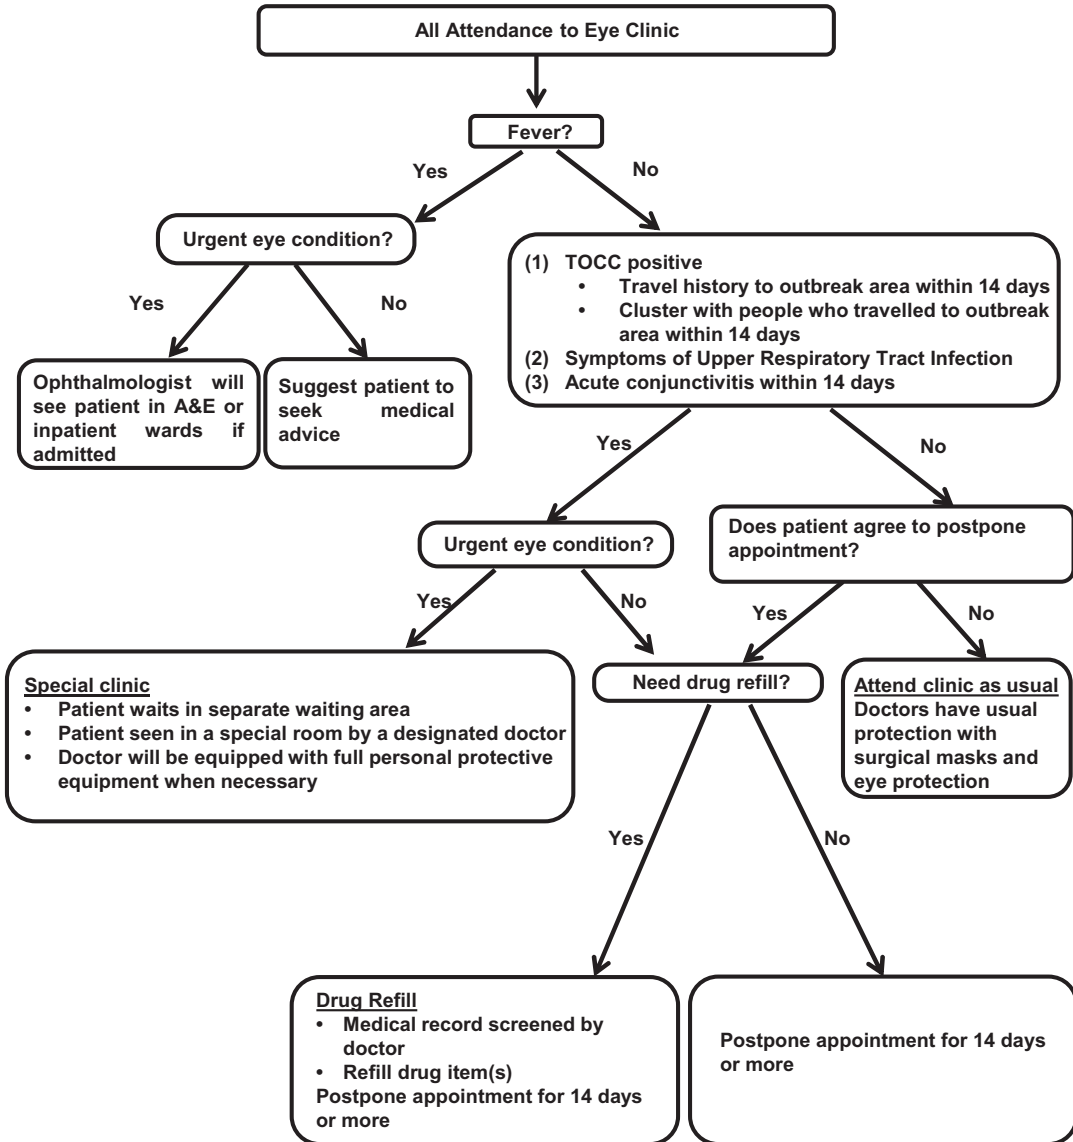 All Attendance to Eye Clinic
Fever?
Yes
No
Urgent eye condition?
(1) TOCC positive
• Travel history to outbreak area within 14 days
• Cluster with people who travelled to outbreak
area within 14 days
(2) Symptoms of Upper Respiratory Tract Infection
(3) Acute conjunctivitis within 14 days
Yes
No
Ophthalmologist will
see patient in A&E or
inpatient wards if
admitted
Suggest patient to
seek medical
advice
Yes
No
Urgent eye condition?
Does patient agree to postpone
appointment?
Yes
No
Yes
No
Special clinic
• Patient waits in separate waiting area
• Patient seen in a special room by a designated doctor
• Doctor will be equipped with full personal protective
equipment when necessary
Need drug refill?
Attend clinic as usual
Doctors have usual
protection with
surgical masks and
eye protection
Yes
No
Drug Refill
• Medical record screened by
doctor
• Refill drug item(s)
Postpone appointment for 14 days
or more
Postpone appointment for 14 days
or more